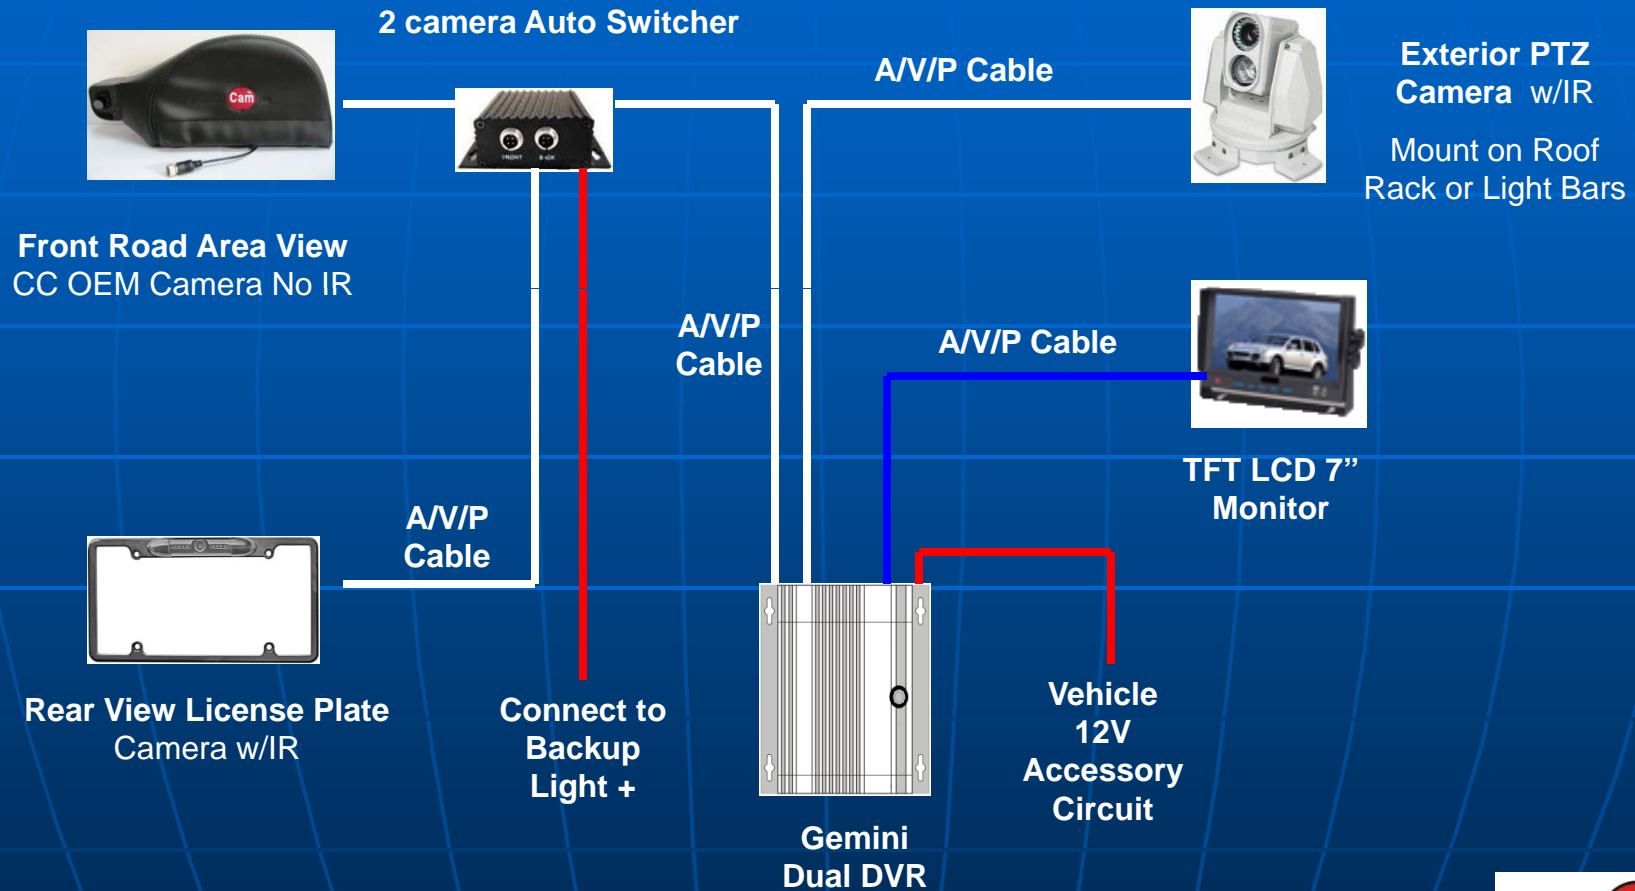 2 camera Auto Switcher
Cam
FRONT BACK
A/V/P Cable
Exterior PTZ
Camera w/IR
Mount on Roof
Rack or Light Bars
Front Road Area View
CC OEM Camera No IR
A/V/P
Cable
A/V/P Cable
TFT LCD 7”
Monitor
A/V/P
Cable
Rear View License Plate
Camera w/IR
Connect to
Backup
Light +
Vehicle
12V
Accessory
Circuit
Gemini
Dual DVR